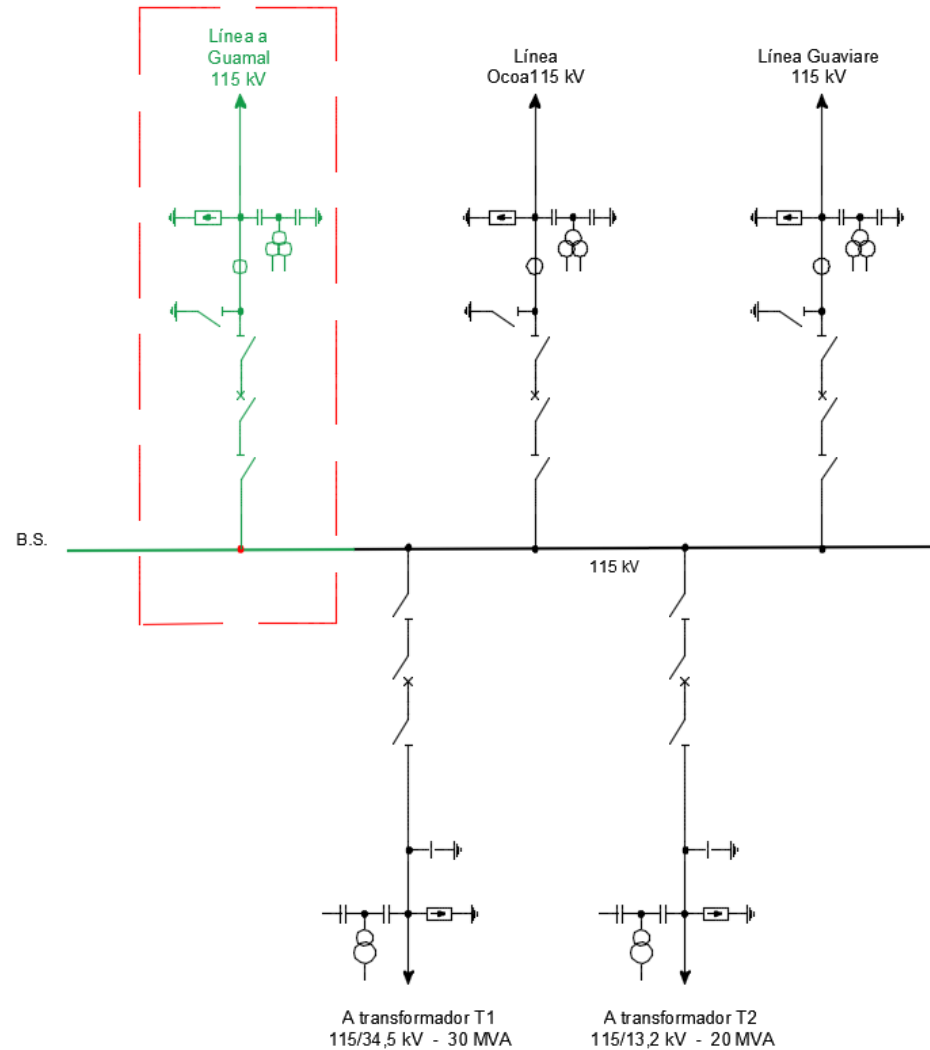 Línea a
Guamal
115 kV
Línea
Ocoa115 kV
Línea Guaviare
115 kV
B.S.
115 kV
A transformador T1
115/34,5 kV - 30 MVA
A transformador T2
115/13,2 kV - 20 MVA